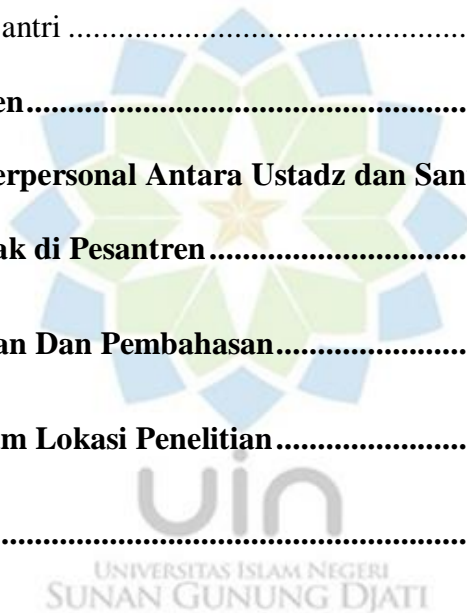 antri ................................................
en......................................................
erpersonal Antara Ustadz dan San
ak di Pesantren................................
an Dan Pembahasan.....................
m Lokasi Penelitian.....................
..........................................................
uin
UNIVERSITAS ISLAM NEGERI
SUNAN GUNUNG DJATI